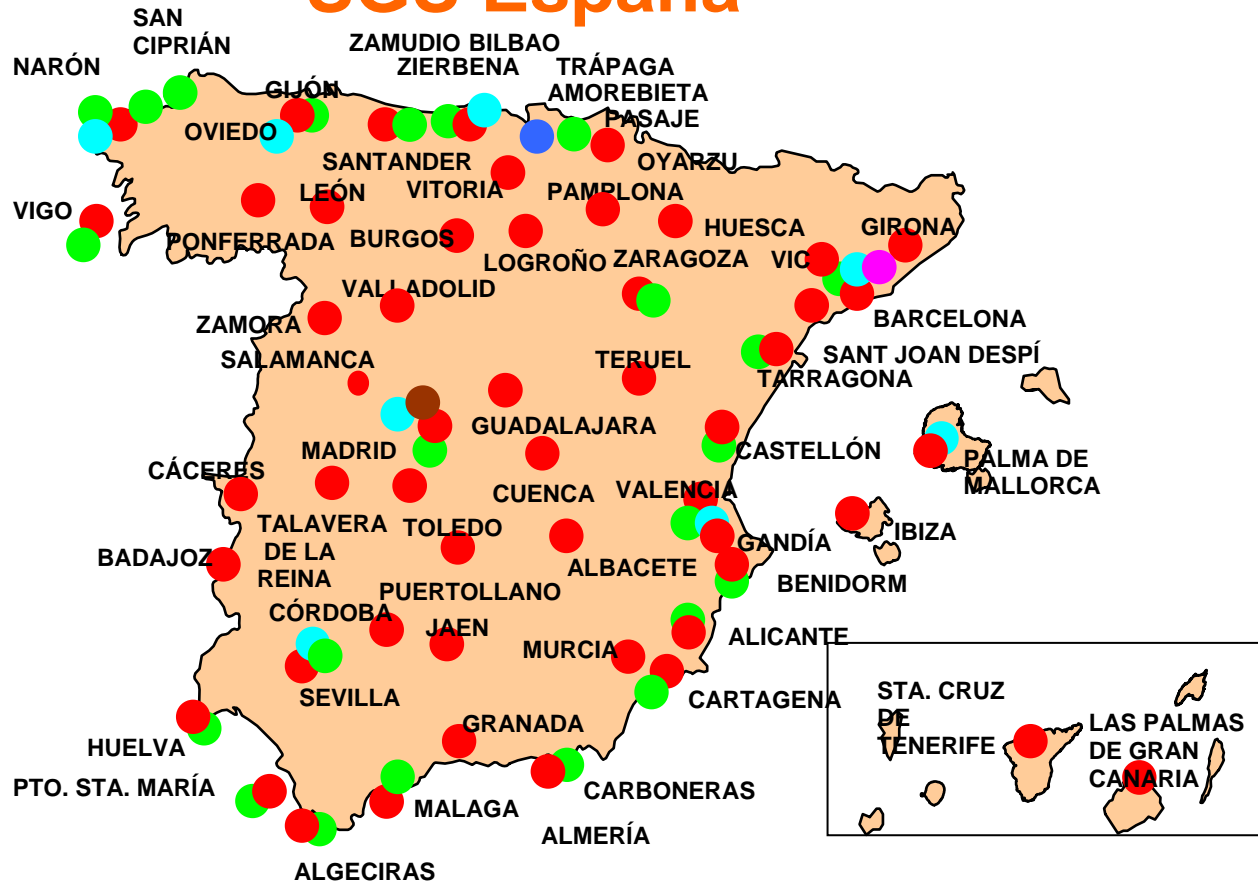 España
SAN
CIPRIÁN
NARÓN
ZAMUDIO BILBAO
ZIERBENA
TRÁPAGA
AMOREBIETA
PASAJE
GIJÓN
OVIEDO
SANTANDER
OYARZU
LEÓN
VITORIA
PAMPLONA
VIGO
PONFERRADA
BURGOS
HUESCA
GIRONA
LOGROÑO
ZARAGOZA
VIC
VALLADOLID
ZAMORA
BARCELONA
SALAMANCA
TERUEL
SANT JOAN DESPÍ
TARRAGONA
GUADALAJARA
MADRID
CASTELLÓN
PALMA DE
MALLORCA
CÁCERES
CUENCA
VALENCIA
TALAVERA
DE LA
REINA
TOLEDO
IBIZA
GANDÍA
BADAJOZ
ALBACETE
BENIDORM
PUERTOLLANO
CÓRDOBA
JAEN
ALICANTE
MURCIA
SEVILLA
CARTAGENA
STA. CRUZ
DE
TENERIFE
LAS PALMAS
DE GRAN
CANARIA
GRANADA
HUELVA
PTO. STA. MARÍA
MALAGA
CARBONERAS
ALMERÍA
ALGECIRAS